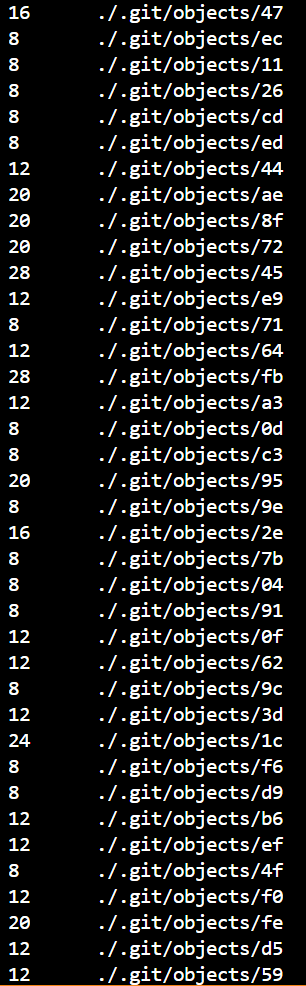 16	./.git/objects/47
8	./.git/objects/ec
8	./.git/objects/11
8	./.git/objects/26
8	./.git/objects/cd
8	./.git/objects/ed
12	./.git/objects/44
20	./.git/objects/ae
20	./.git/objects/8f
20	./.git/objects/72
28	./.git/objects/45
12	./.git/objects/e9
8	./.git/objects/71
12	./.git/objects/64
28	./.git/objects/fb
12	./.git/objects/a3
8	./.git/objects/0d
8	./.git/objects/c3
20	./.git/objects/95
8	./.git/objects/9e
16	./.git/objects/2e
8	./.git/objects/7b
8	./.git/objects/04
8	./.git/objects/91
12	./.git/objects/0f
12	./.git/objects/62
8	./.git/objects/9c
12	./.git/objects/3d
24	./.git/objects/1c
8	./.git/objects/f6
8	./.git/objects/d9
12	./.git/objects/b6
12	./.git/objects/ef
8	./.git/objects/4f
12	./.git/objects/f0
20	./.git/objects/fe
12	./.git/objects/d5
12	./.git/objects/59